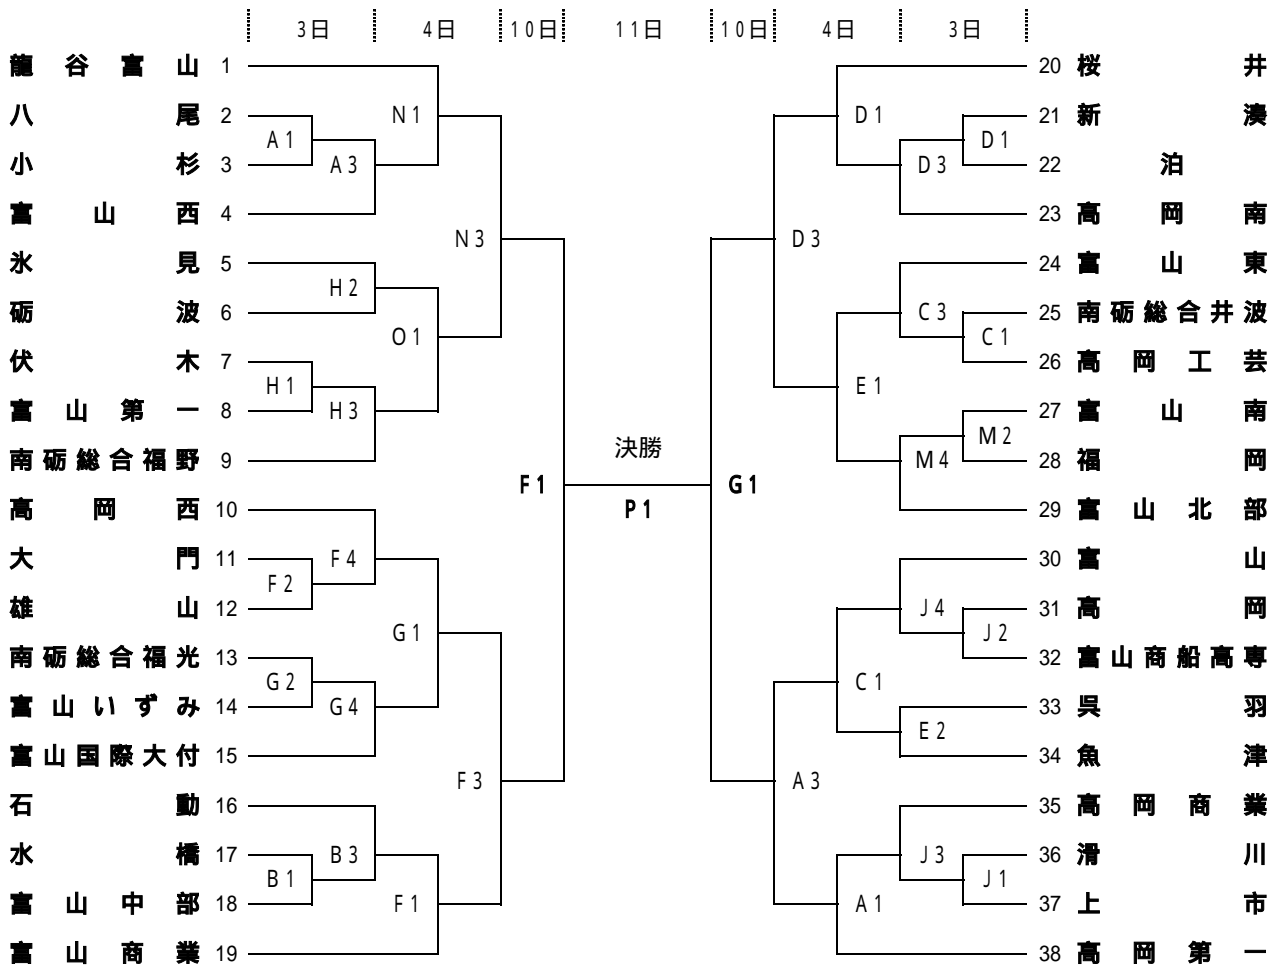 3日 4日 10日 11日 10日 4日 3日
龍谷富山 1 20 桜井
八尾 2 N1 D1 21 新湊
A1 D1
小杉 3 A3 D3 22 泊
富山西 4 23 高岡南
N3 D3
氷見 5 24 富山東
H2
砺波 6 C3 25 南砺総合井波
O1 C1
伏木 7 26 高岡工芸
H1 E1
富山第一 8 H3 27 富山南
決勝 M2
南砺総合福野 9 M4 28 福岡
F1 G1
高岡西 10 P1 29 富山北部
大門 11 F4 30 富山
F2
雄山 12 J4 31 高岡
G1 J2
南砺総合福光 13 32 富山商船高専
G2 C1
富山いずみ 14 G4 33 呉羽
E2
富山国際大付 15 34 魚津
F3 A3
石動 16 35 高岡商業
水橋 17 B3 J3 36 滑川
B1 J1
富山中部 18 F1 A1 37 上市
富山商業 19 38 高岡第一